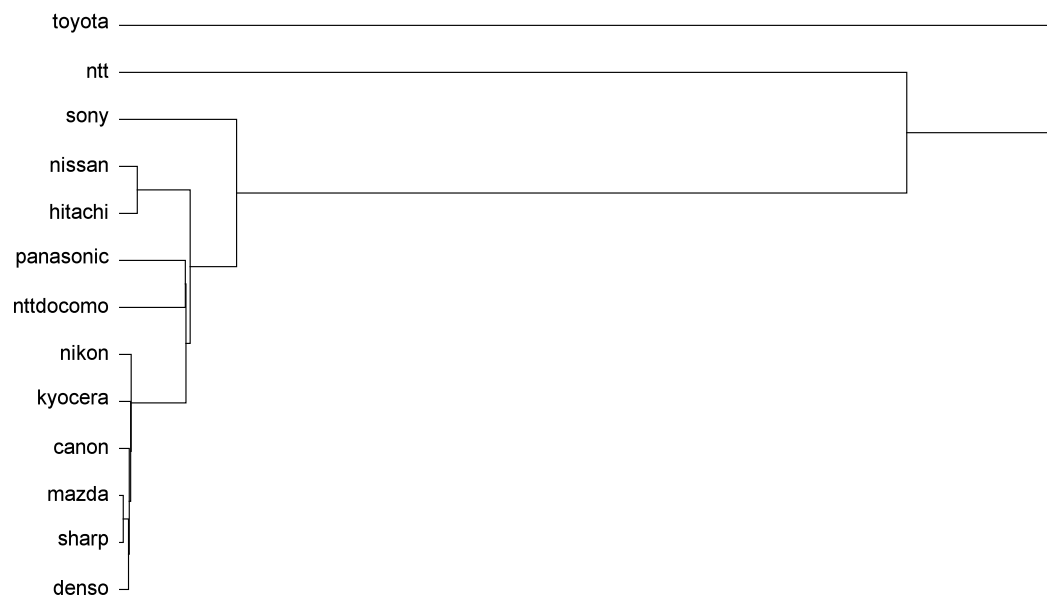 toyota
ntt
sony
nissan
hitachi
panasonic
nttdocomo
nikon
kyocera
canon
mazda
sharp
denso